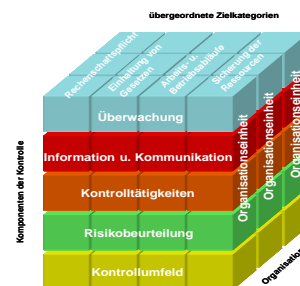 übergeordnete Zielkategorien
Rechenschaftspflicht
Einhaltung von
Gesetzen
Arbeits- u.
Betriebsabläufe
Sicherung der
Ressourcen
Komponenten der Kontrolle
Überwachung
Information u. Kommunikation
Kontrolltätigkeiten
Risikobeurteilung
Kontrollumfeld
Organisationseinheit
Organisationseinheit
Organisationseinheit
Organisation